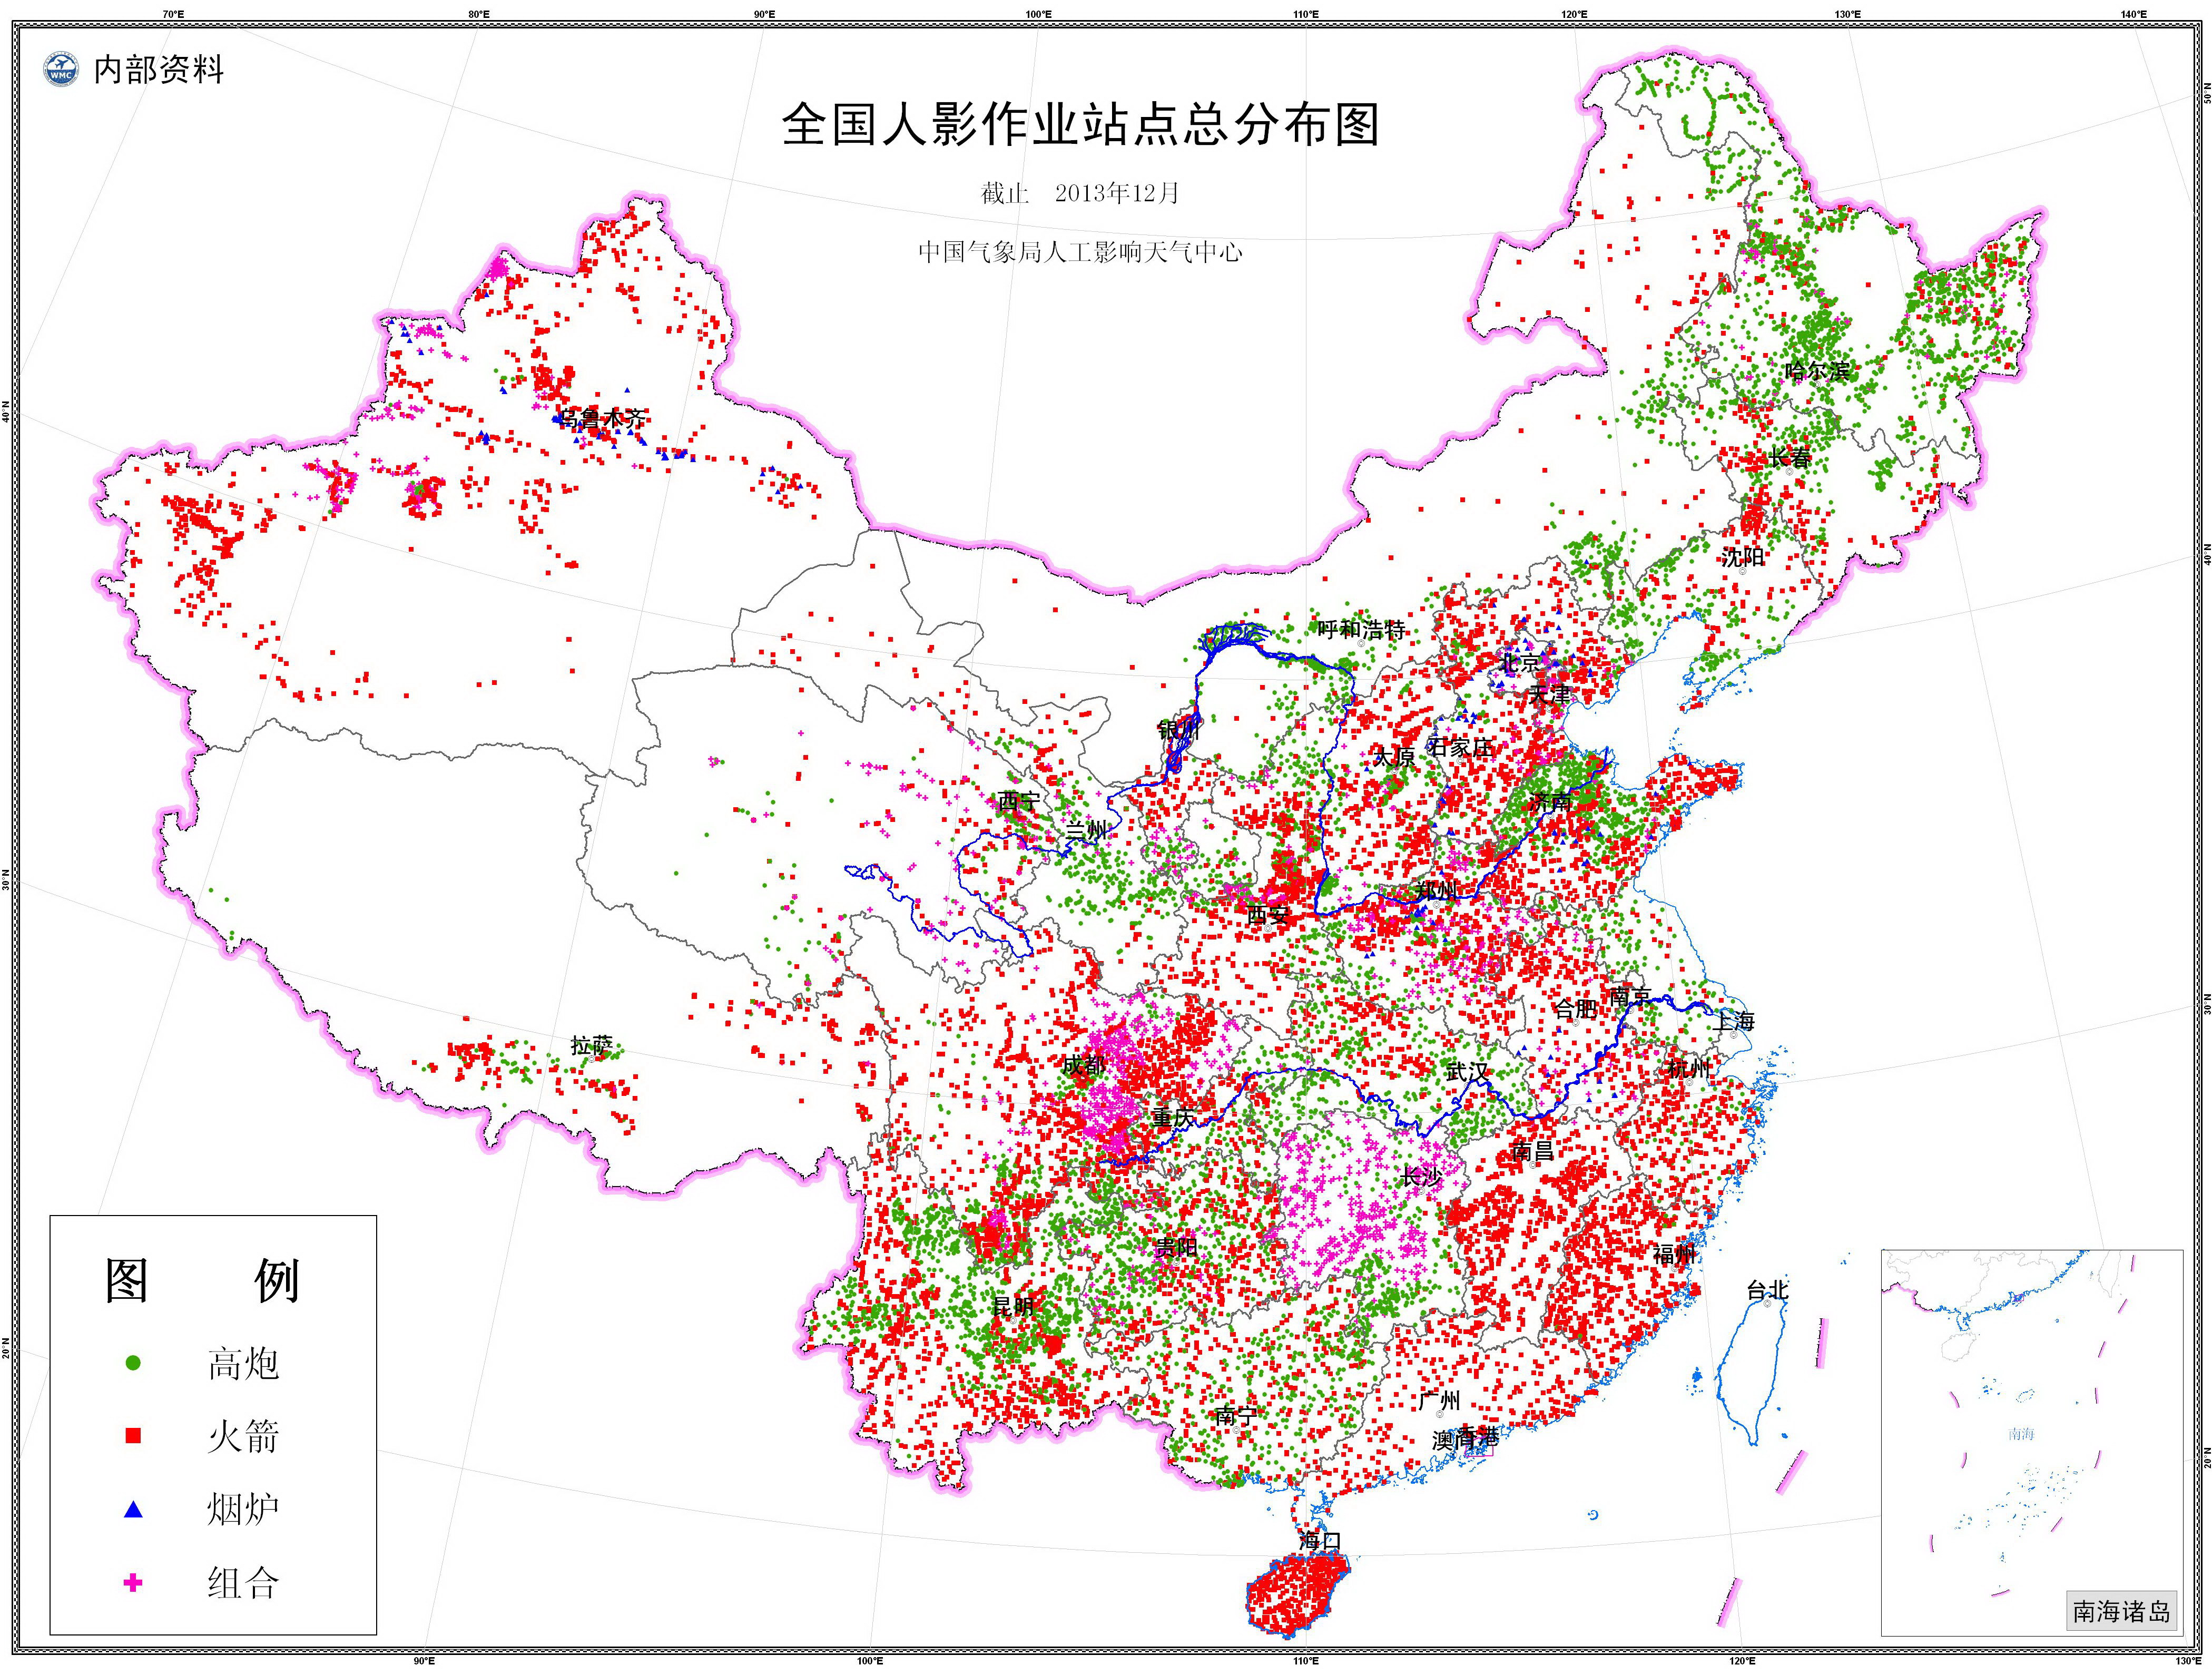 70°E 80°E 90°E 100°E 110°E 120°E 130°E 140°E
WMC
内部资料
全国人影作业站点总分布图
截止 2013年12月
中国气象局人工影响天气中心
50°N
50°N
哈尔滨
40°N
乌鲁木齐
长春
沈阳
40°N
呼和浩特
北京
天津
银川
太原
石家庄
西宁
济南
兰州
30°N
郑州
西安
南京
合肥
30°N
上海
拉萨
成都
武汉
杭州
重庆
南昌
长沙
贵阳
福州
台北
昆明
20°N
广州
南宁
澳门
香港
20°N
海口
图 例
高炮
火箭
烟炉
组合
南海
南海诸岛
90°E 100°E 110°E 120°E 130°E